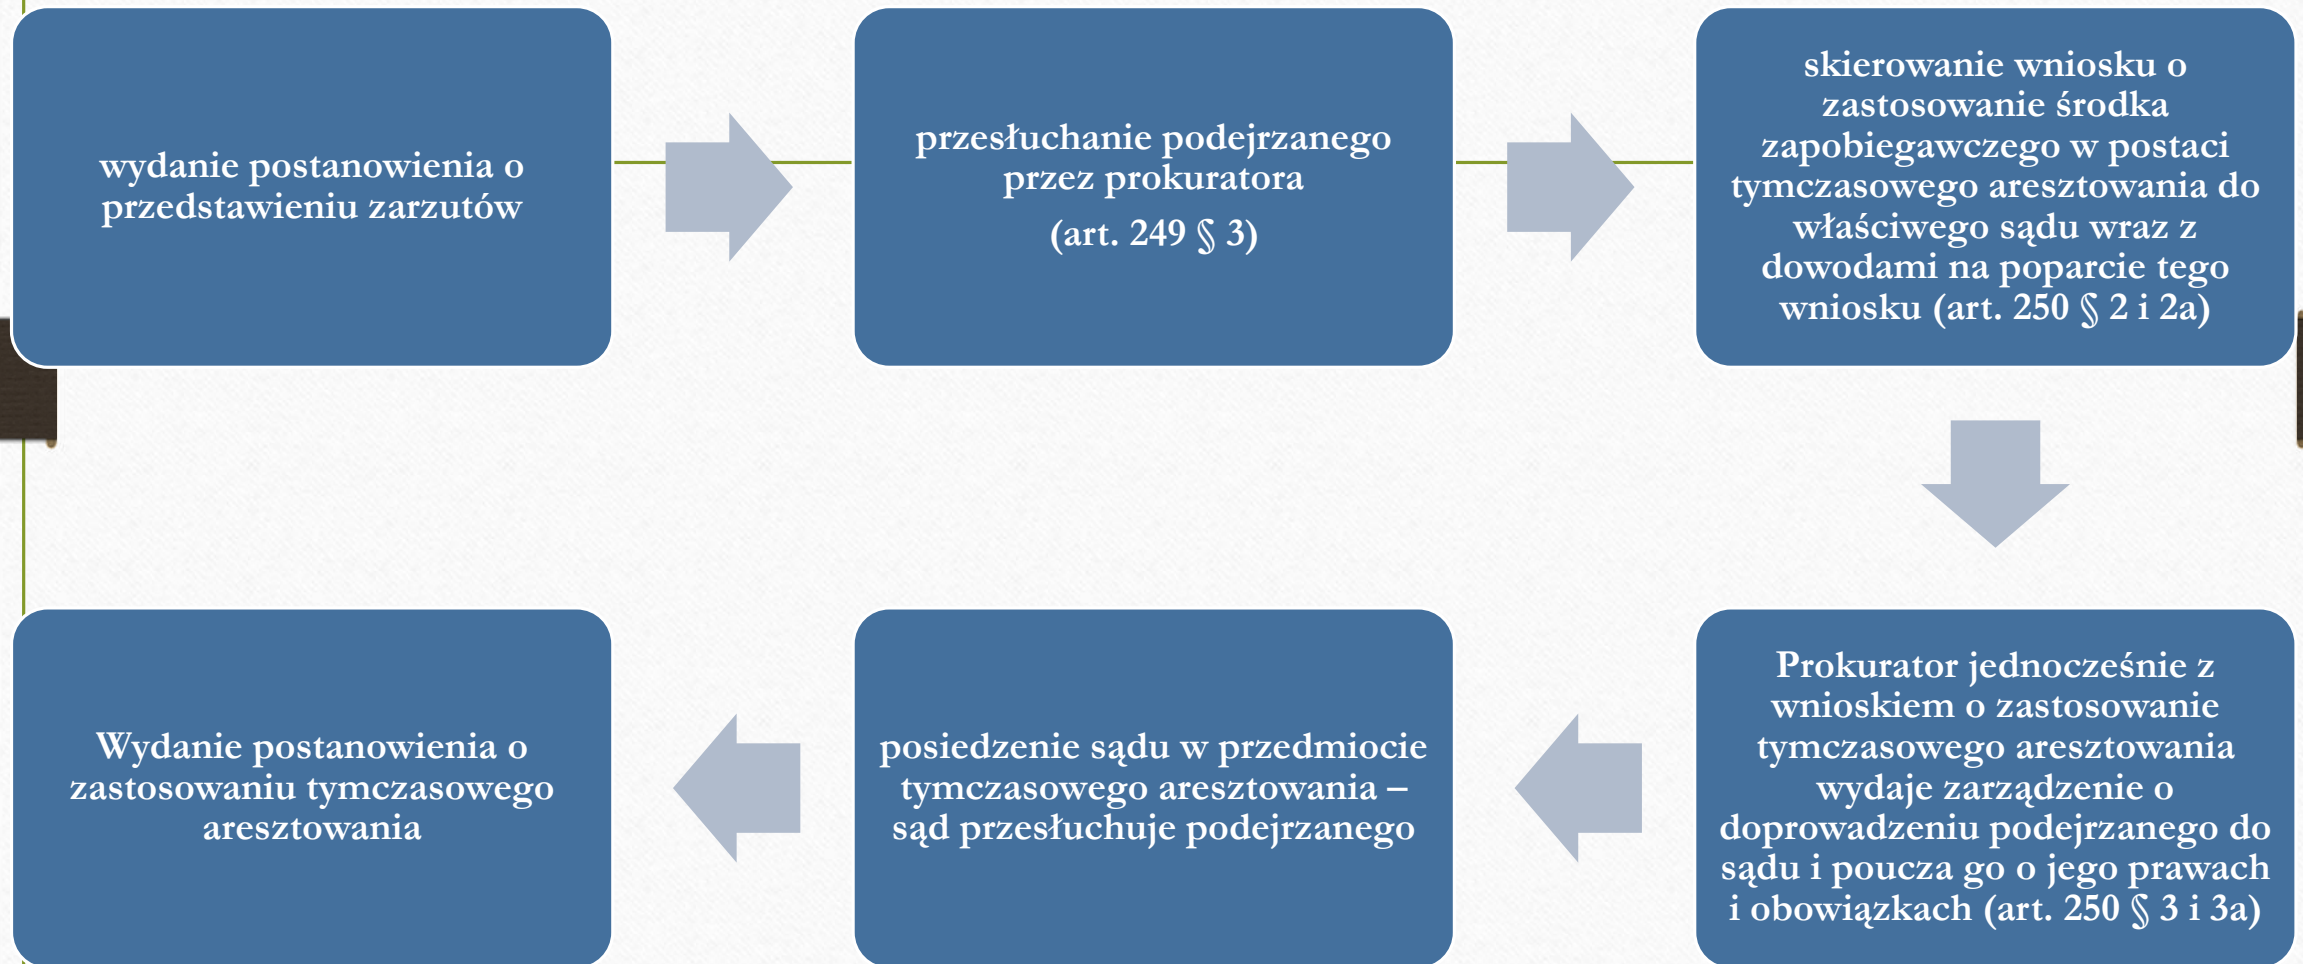 wydanie postanowienia o
przedstawieniu zarzutów
przesłuchanie podejrzanego
przez prokuratora
(art. 249 § 3)
skierowanie wniosku o
zastosowanie środka
zapobiegawczego w postaci
tymczasowego aresztowania do
właściwego sądu wraz z
dowodami na poparcie tego
wniosku (art. 250 § 2 i 2a)
Prokurator jednocześnie z
wnioskiem o zastosowanie
tymczasowego aresztowania
wydaje zarządzenie o
doprowadzeniu podejrzanego do
sądu i poucza go o jego prawach
i obowiązkach (art. 250 § 3 i 3a)
posiedzenie sądu w przedmiocie
tymczasowego aresztowania –
sąd przesłuchuje podejrzanego
Wydanie postanowienia o
zastosowaniu tymczasowego
aresztowania